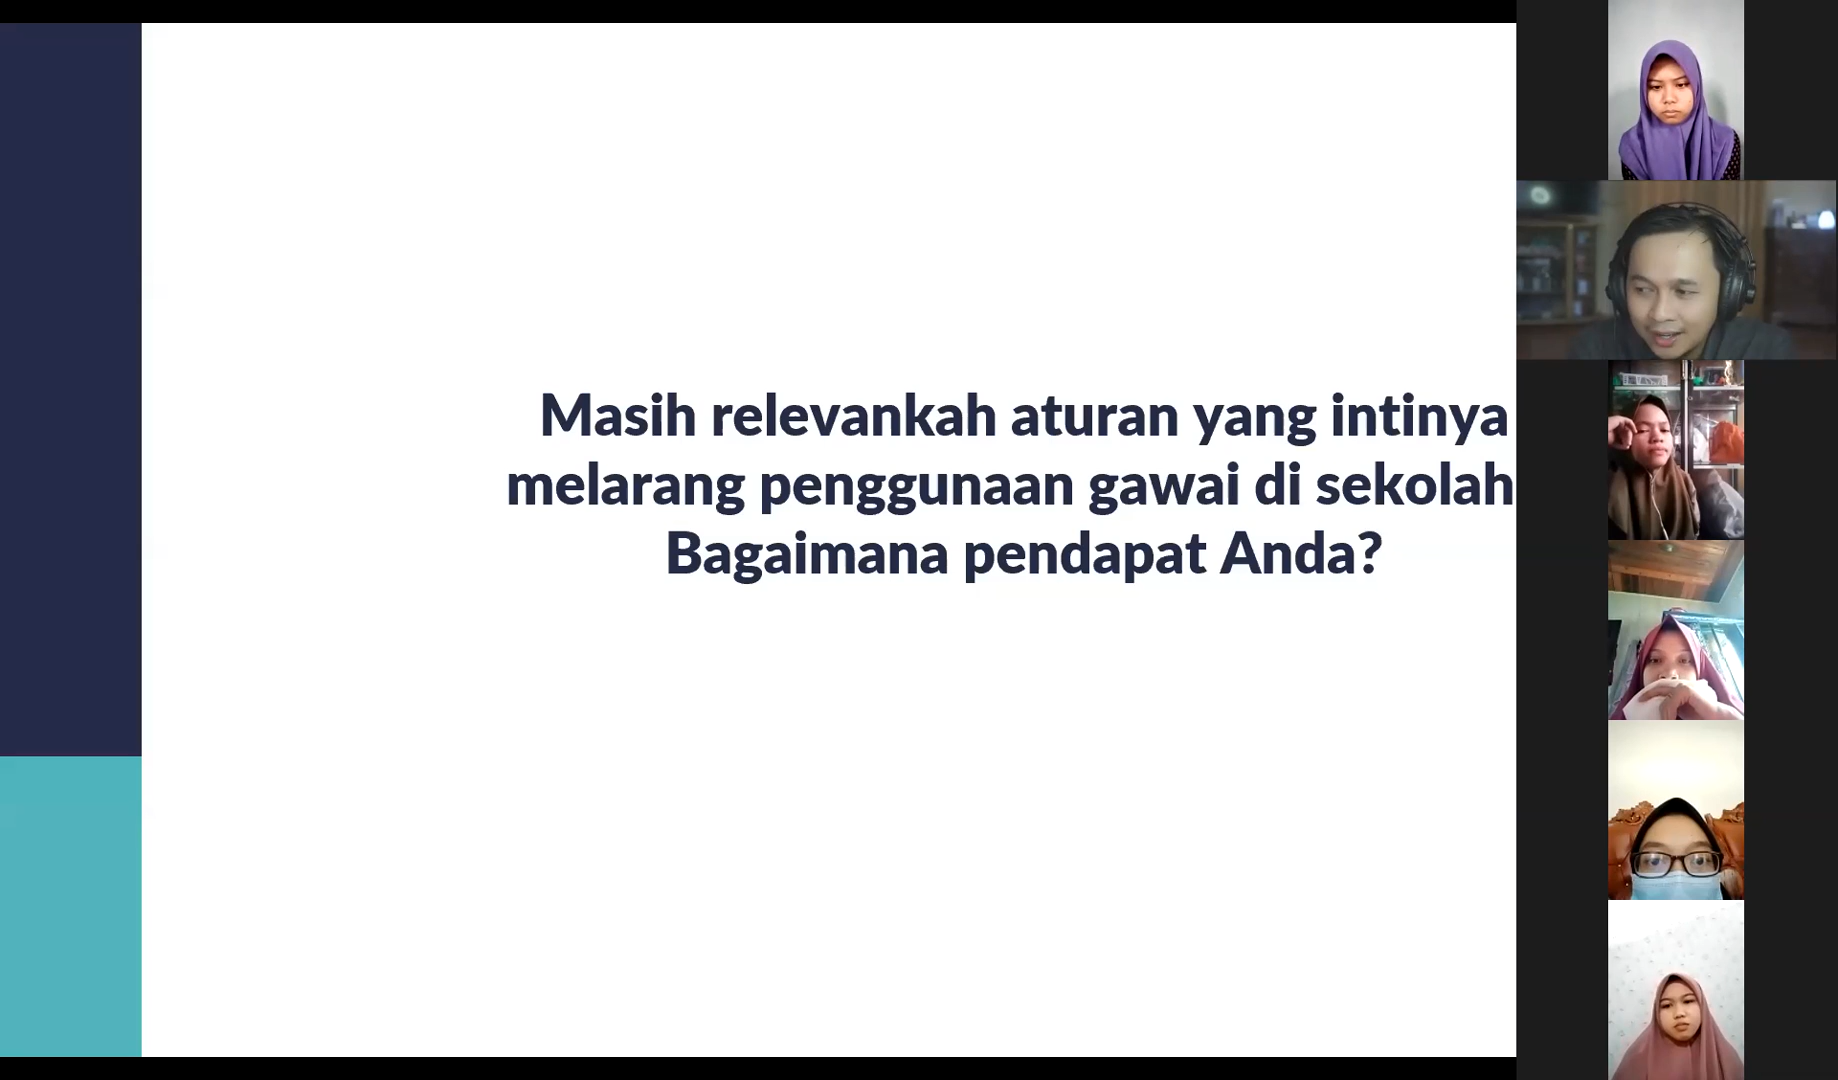 Masih relevankah aturan yang intinya
melarang penggunaan gawai di sekolah
Bagaimana pendapat Anda?